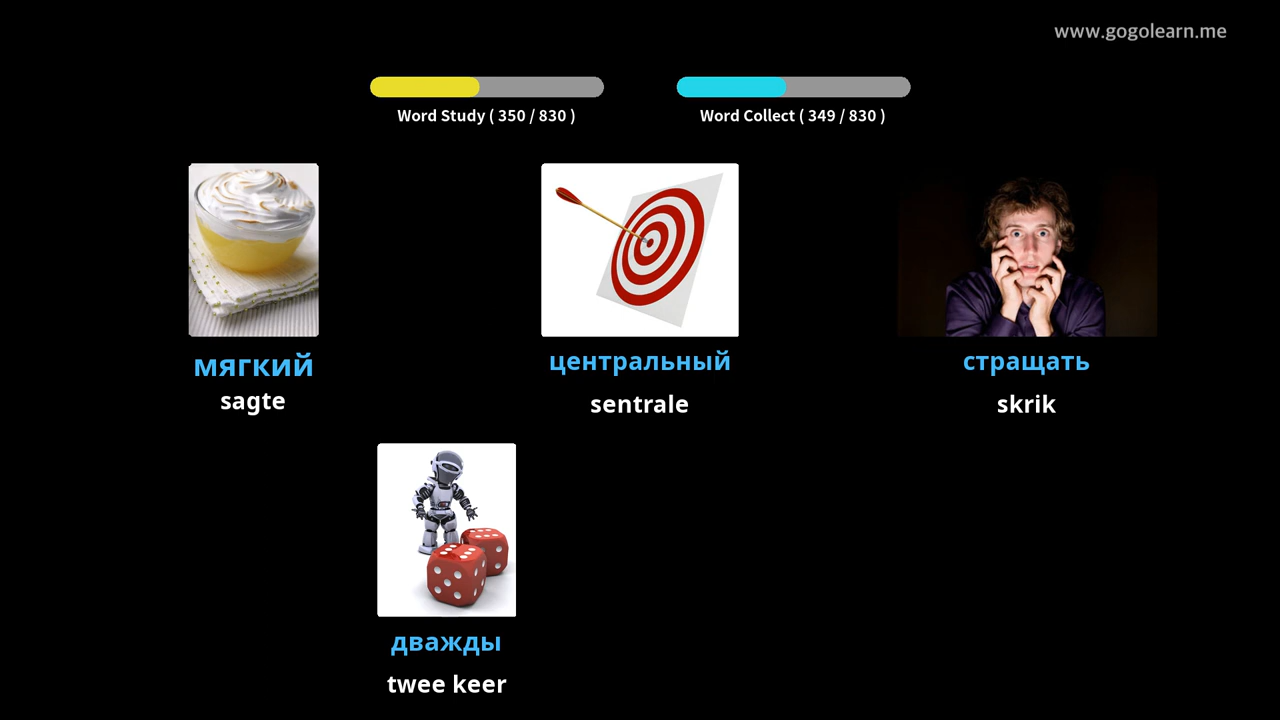 www.gogolearn.me
Word Study ( 350 / 830 )
Word Collect ( 349 / 830 )
мягкий
sagte
центральный
sentrale
стращать
skrik
дважды
twee keer